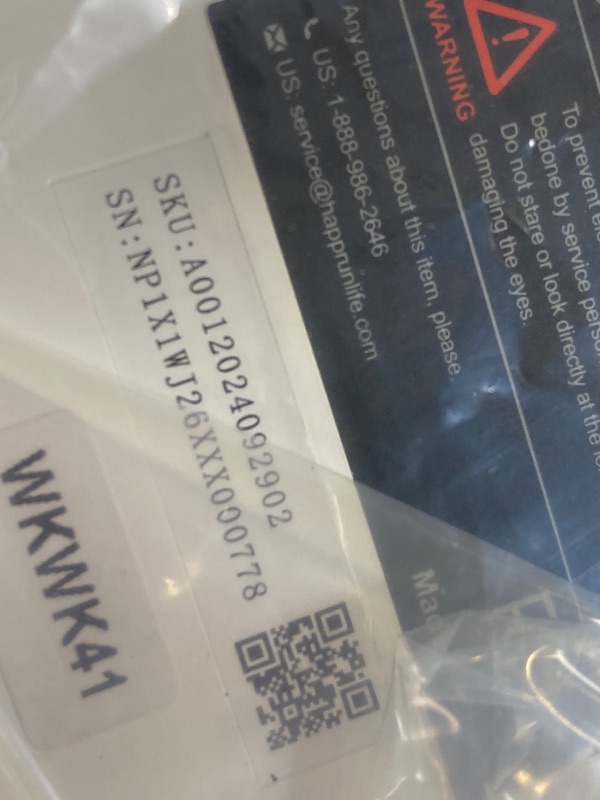 WARNING
To prevent
bedone by service
Do not stare or look directly at the
damaging the eyes.
Any questions about this item, please.
US: 1-888-986-2646
US: service@happrunlife.com
SKU:A0012024092902
SN:NP1X1WJ26XXX000778
WKWK41